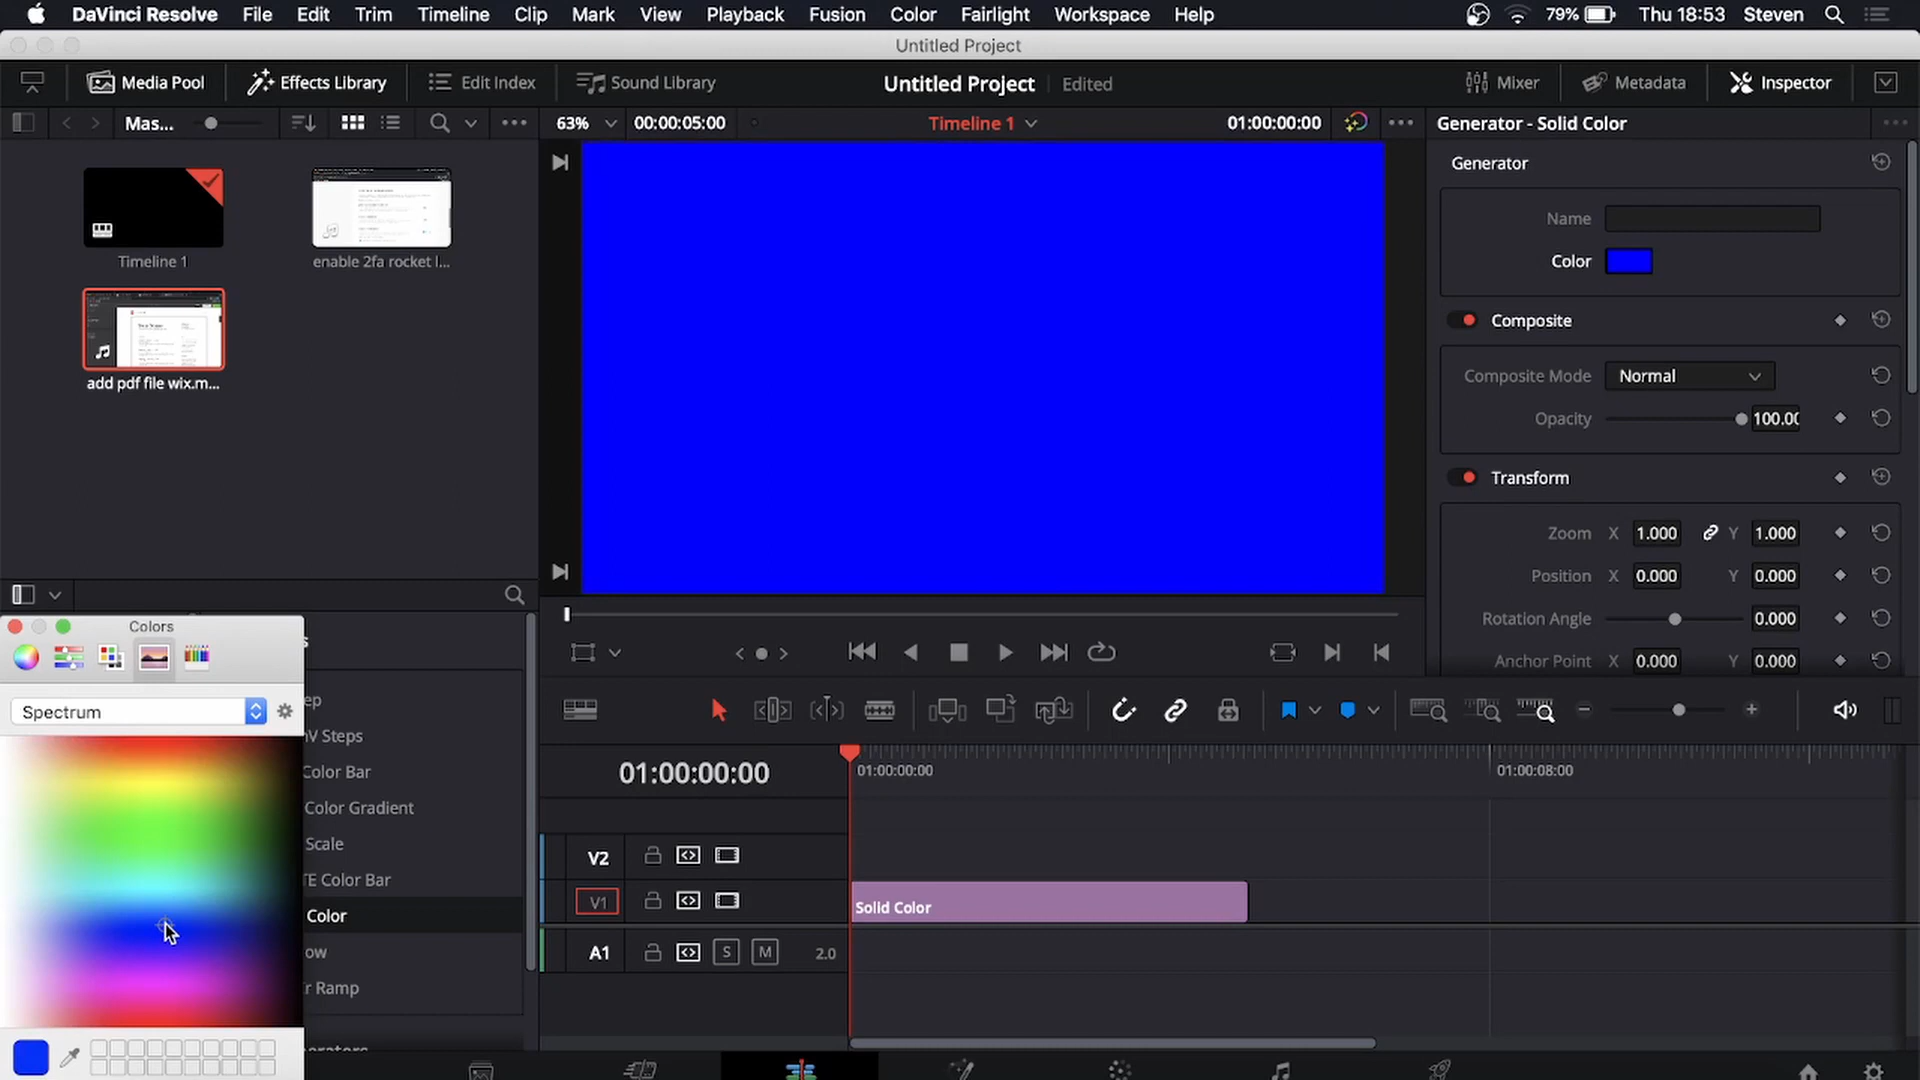 DaVinci Resolve File Edit Trim Timeline Clip Mark View Playback Fusion Color Fairlight Workspace Help 79% Thu 18:53 Steven
Untitled Project
Media Pool Effects Library Edit Index Sound Library Untitled Project Edited Mixer Metadata Inspector
Mas... 63% 00:00:05:00 Timeline 1 01:00:00:00 Generator - Solid Color
Generator
Name
Color
Timeline 1 enable 2fa rocket l...
add pdf file wix.m...
Composite
Composite Mode Normal
Opacity 100.00
Transform
Zoom X 1.000 Y 1.000
Position X 0.000 Y 0.000
Rotation Angle 0.000
Anchor Point X 0.000 Y 0.000
Colors
Spectrum
ep
V Steps
Color Bar
Color Gradient
Scale
TE Color Bar
Color
ow
r Ramp
01:00:00:00 01:00:00:00 01:00:08:00
V2
V1 Solid Color
A1 S M 2.0